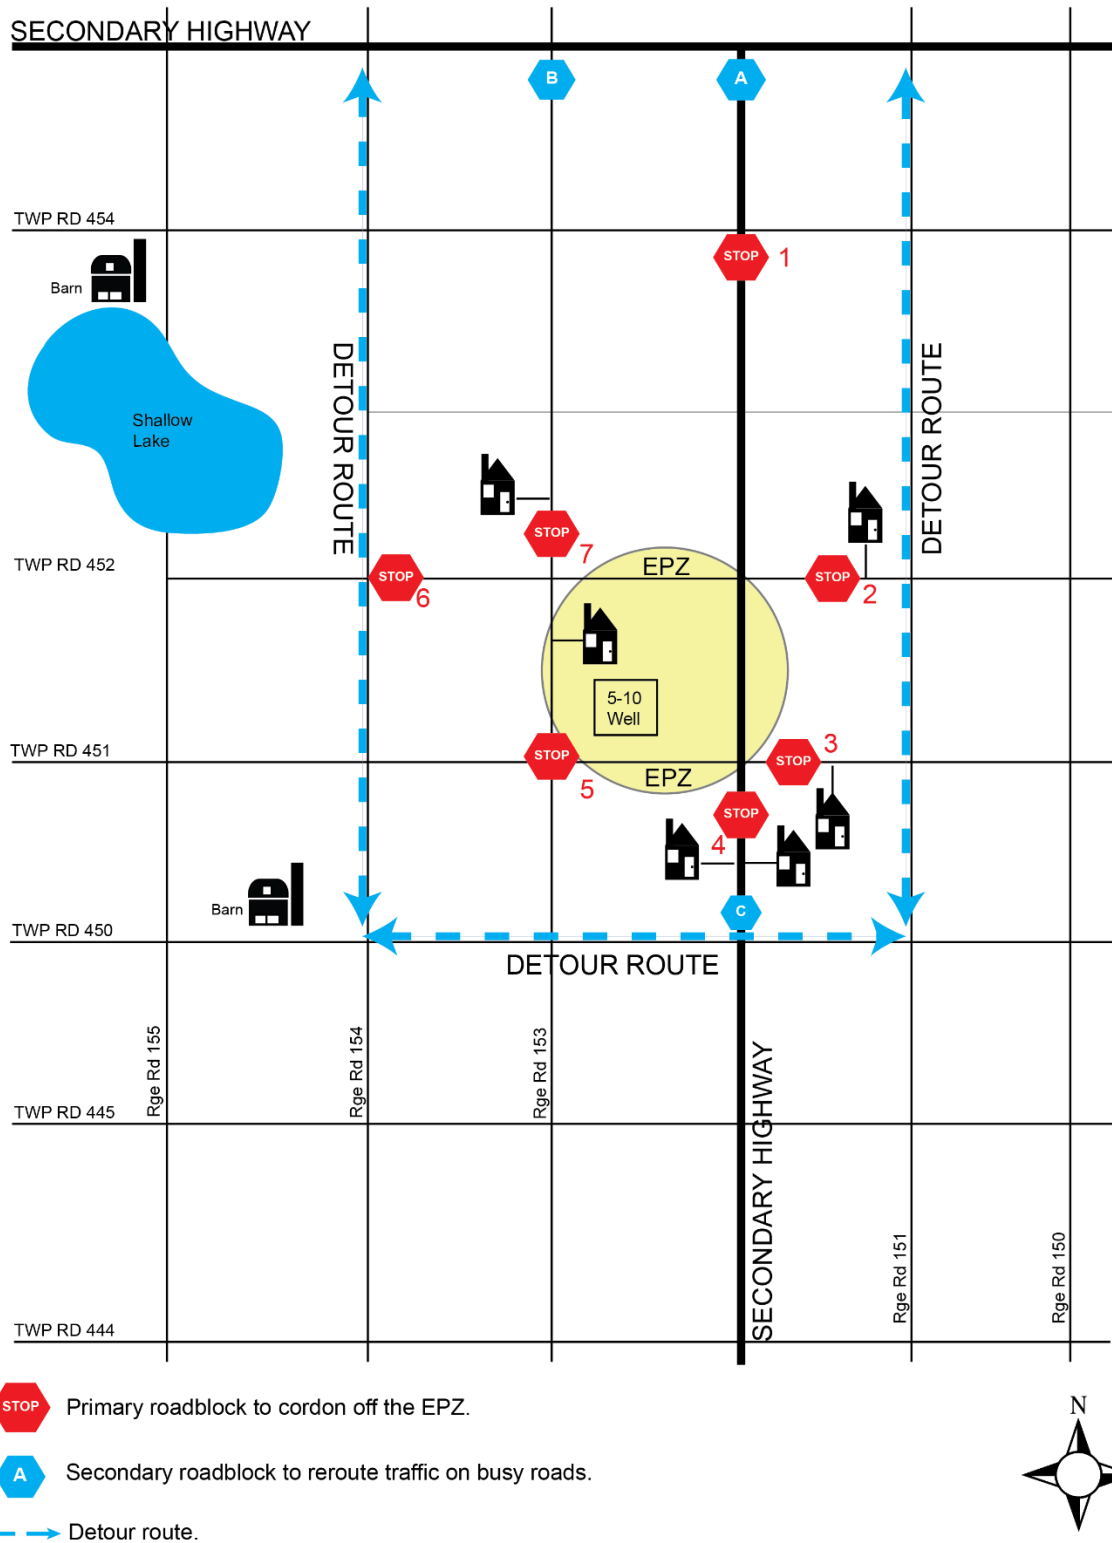 SECONDARY HIGHWAY
B
A
TWP RD 454
STOP 1
Barn
DETOUR ROUTE
DETOUR ROUTE
Shallow
Lake
STOP
7
TWP RD 452
EPZ
STOP
6
STOP
2
5-10
Well
TWP RD 451
STOP
5
EPZ
STOP
3
STOP
4
Barn
C
TWP RD 450
DETOUR ROUTE
Rge Rd 155
Rge Rd 154
Rge Rd 153
SECONDARY HIGHWAY
TWP RD 445
Rge Rd 151
Rge Rd 150
TWP RD 444
STOP Primary roadblock to cordon off the EPZ.
N
A Secondary roadblock to reroute traffic on busy roads.
Detour route.